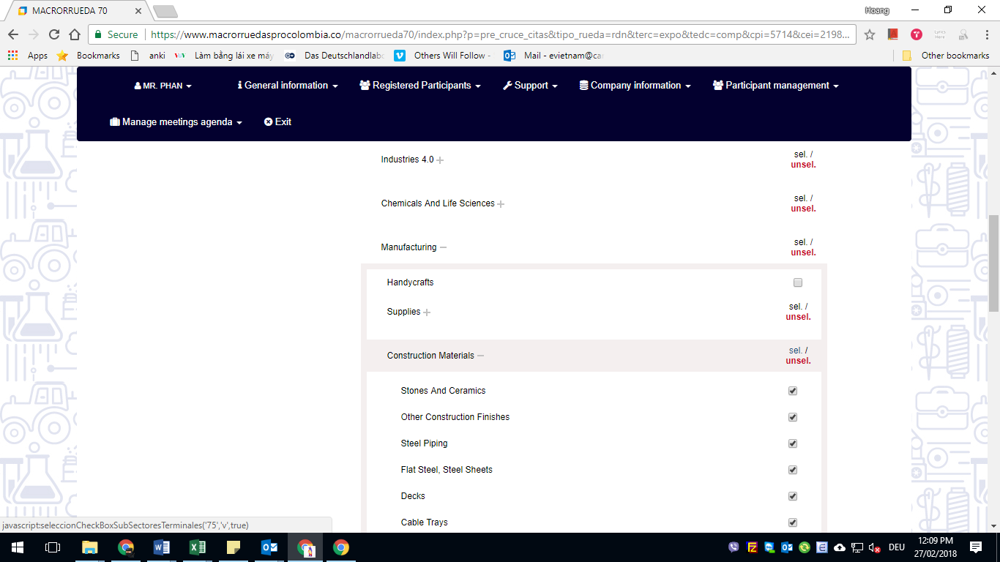 MACRORRUEDA 70
Hoang
Secure https://www.macrorruedasprocolombia.co/macrorrueda70/index.php?p=pre_cruce_citas&tipo_rueda=rdn&terc=expo&tedc=comp&cpi=5714&cei=2198...
Apps Bookmarks anki Làm bằng lái xe máy Das Deutschlandlab Others Will Follow - Mail - evietnam@ca Other bookmarks
MR. PHAN General information Registered Participants Support Company information Participant management
Manage meetings agenda Exit
Industries 4.0 sel. /
unsel.
Chemicals And Life Sciences sel. /
unsel.
Manufacturing sel. /
unsel.
Handycrafts
Supplies sel. /
unsel.
Construction Materials sel. /
unsel.
Stones And Ceramics
Other Construction Finishes
Steel Piping
Flat Steel, Steel Sheets
Decks
Cable Trays
javascript:seleccionCheckBoxSubSectoresTerminales('75','v',true)
DEU 12:09 PM
27/02/2018